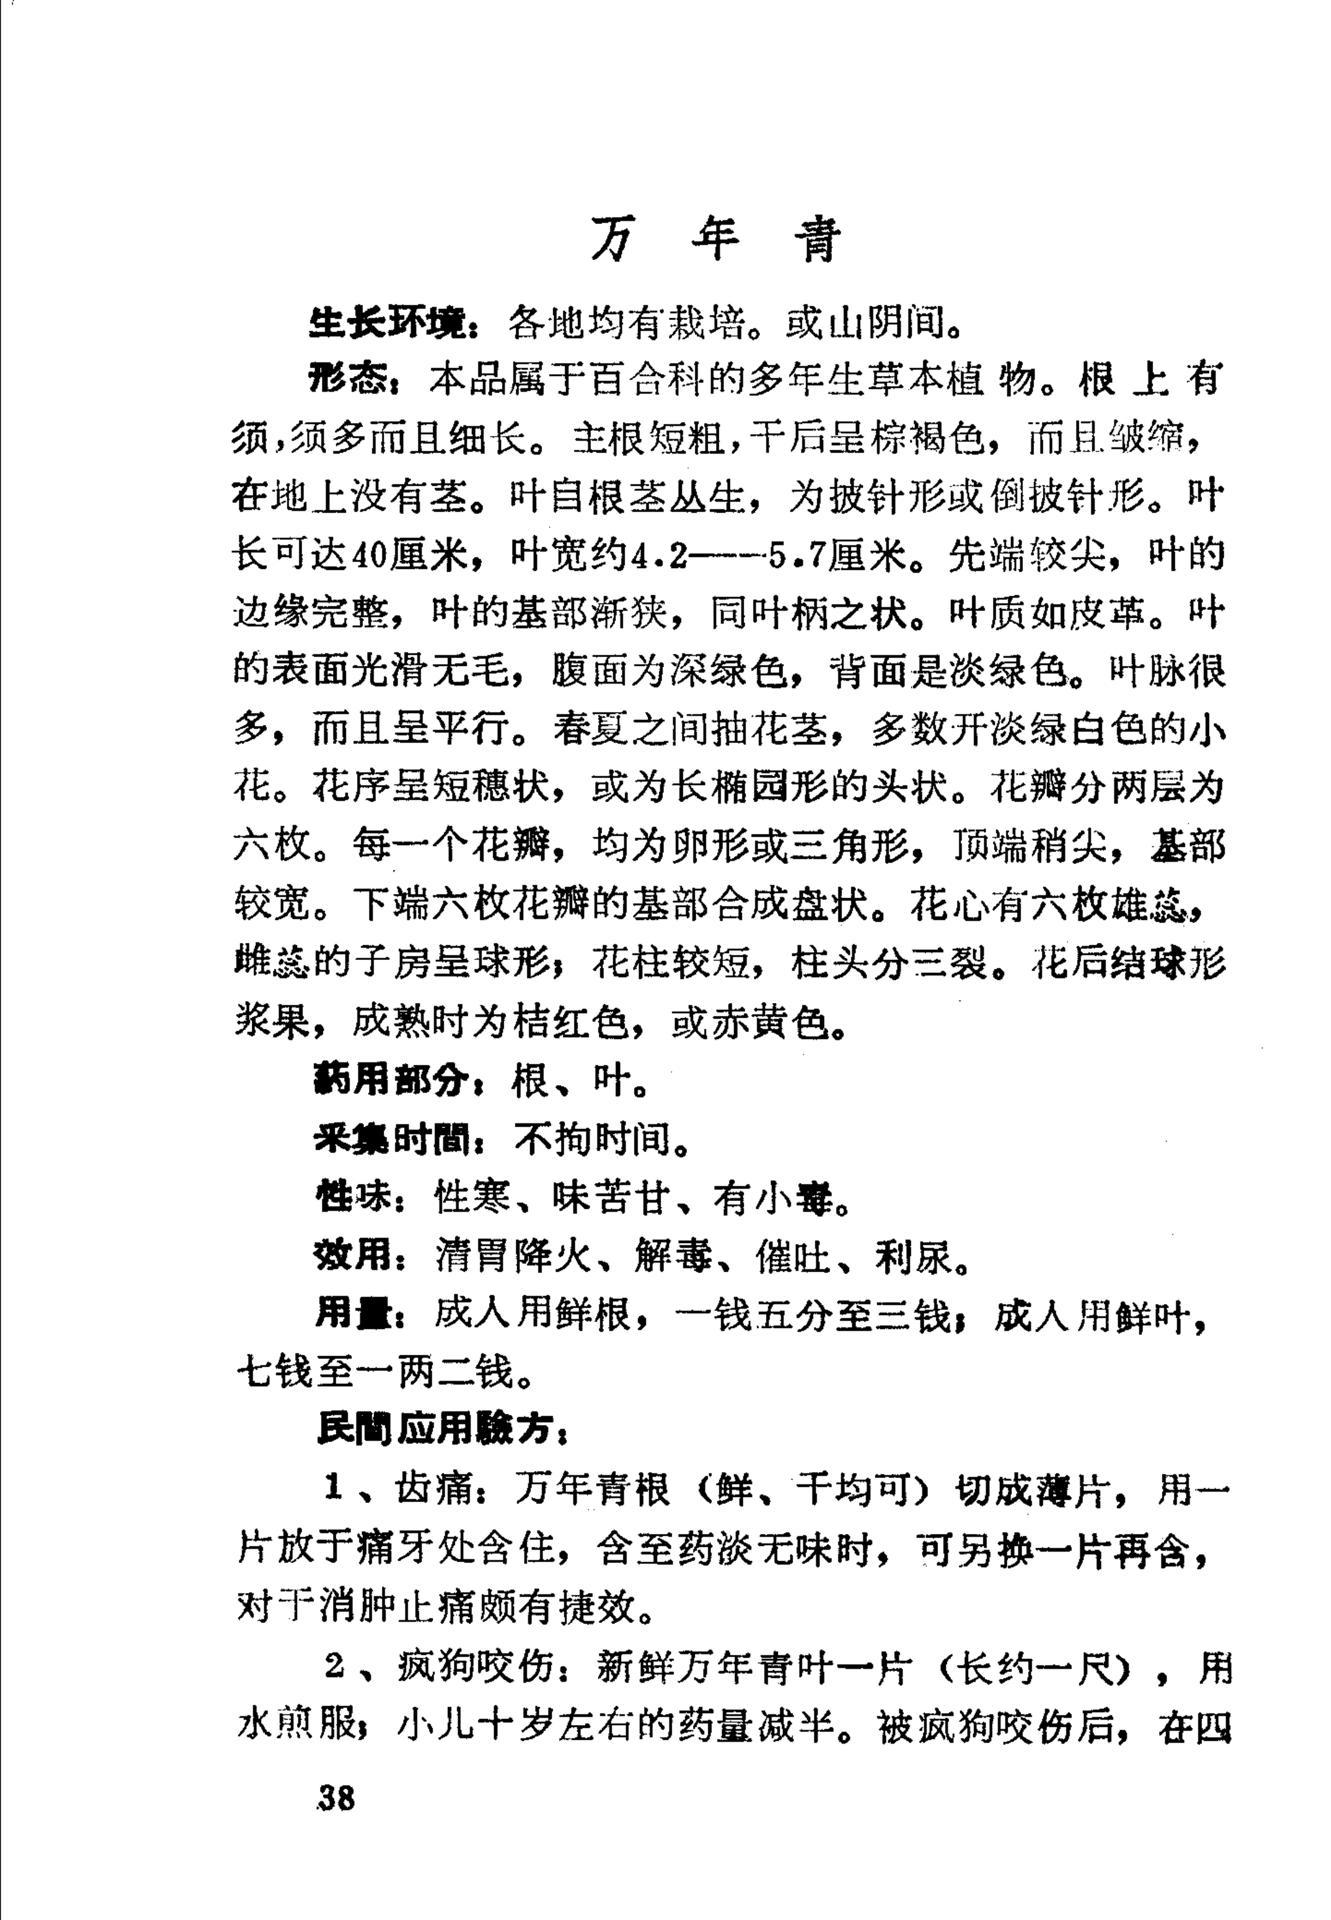 万年青
生长环境：各地均有栽培。或山阴间。
形态：本品属于百合科的多年生草本植物。根上有
须，须多而且细长。主根短粗，干后呈棕褐色，而且皱缩，
在地上没有茎。叶自根茎丛生，为披针形或倒披针形。叶
长可达40厘米，叶宽约4.2——5.7厘米。先端较尖，叶的
边缘完整，叶的基部渐狭，同叶柄之状。叶质如皮革。叶
的表面光滑无毛，腹面为深绿色，背面是淡绿色。叶脉很
多，而且呈平行。春夏之间抽花茎，多数开淡绿白色的小
花。花序呈短穗状，或为长椭园形的头状。花瓣分两层为
六枚。每一个花瓣，均为卵形或三角形，顶端稍尖，基部
较宽。下端六枚花瓣的基部合成盘状。花心有六枚雄蕊，
雌蕊的子房呈球形；花柱较短，柱头分三裂。花后结球形
浆果，成熟时为桔红色，或赤黄色。
药用部分：根、叶。
采集时間：不拘时间。
性味：性寒、味苦甘、有小毒。
效用：清胃降火、解毒、催吐、利尿。
用量：成人用鲜根，一钱五分至三钱；成人用鲜叶，
七钱至一两二钱。
民間应用驗方：
1、齿痛：万年青根（鲜、干均可）切成薄片，用一
片放于痛牙处含住，含至药淡无味时，可另换一片再含，
对于消肿止痛颇有捷效。
2、疯狗咬伤：新鲜万年青叶一片（长约一尺），用
水煎服；小儿十岁左右的药量减半。被疯狗咬伤后，在四
38